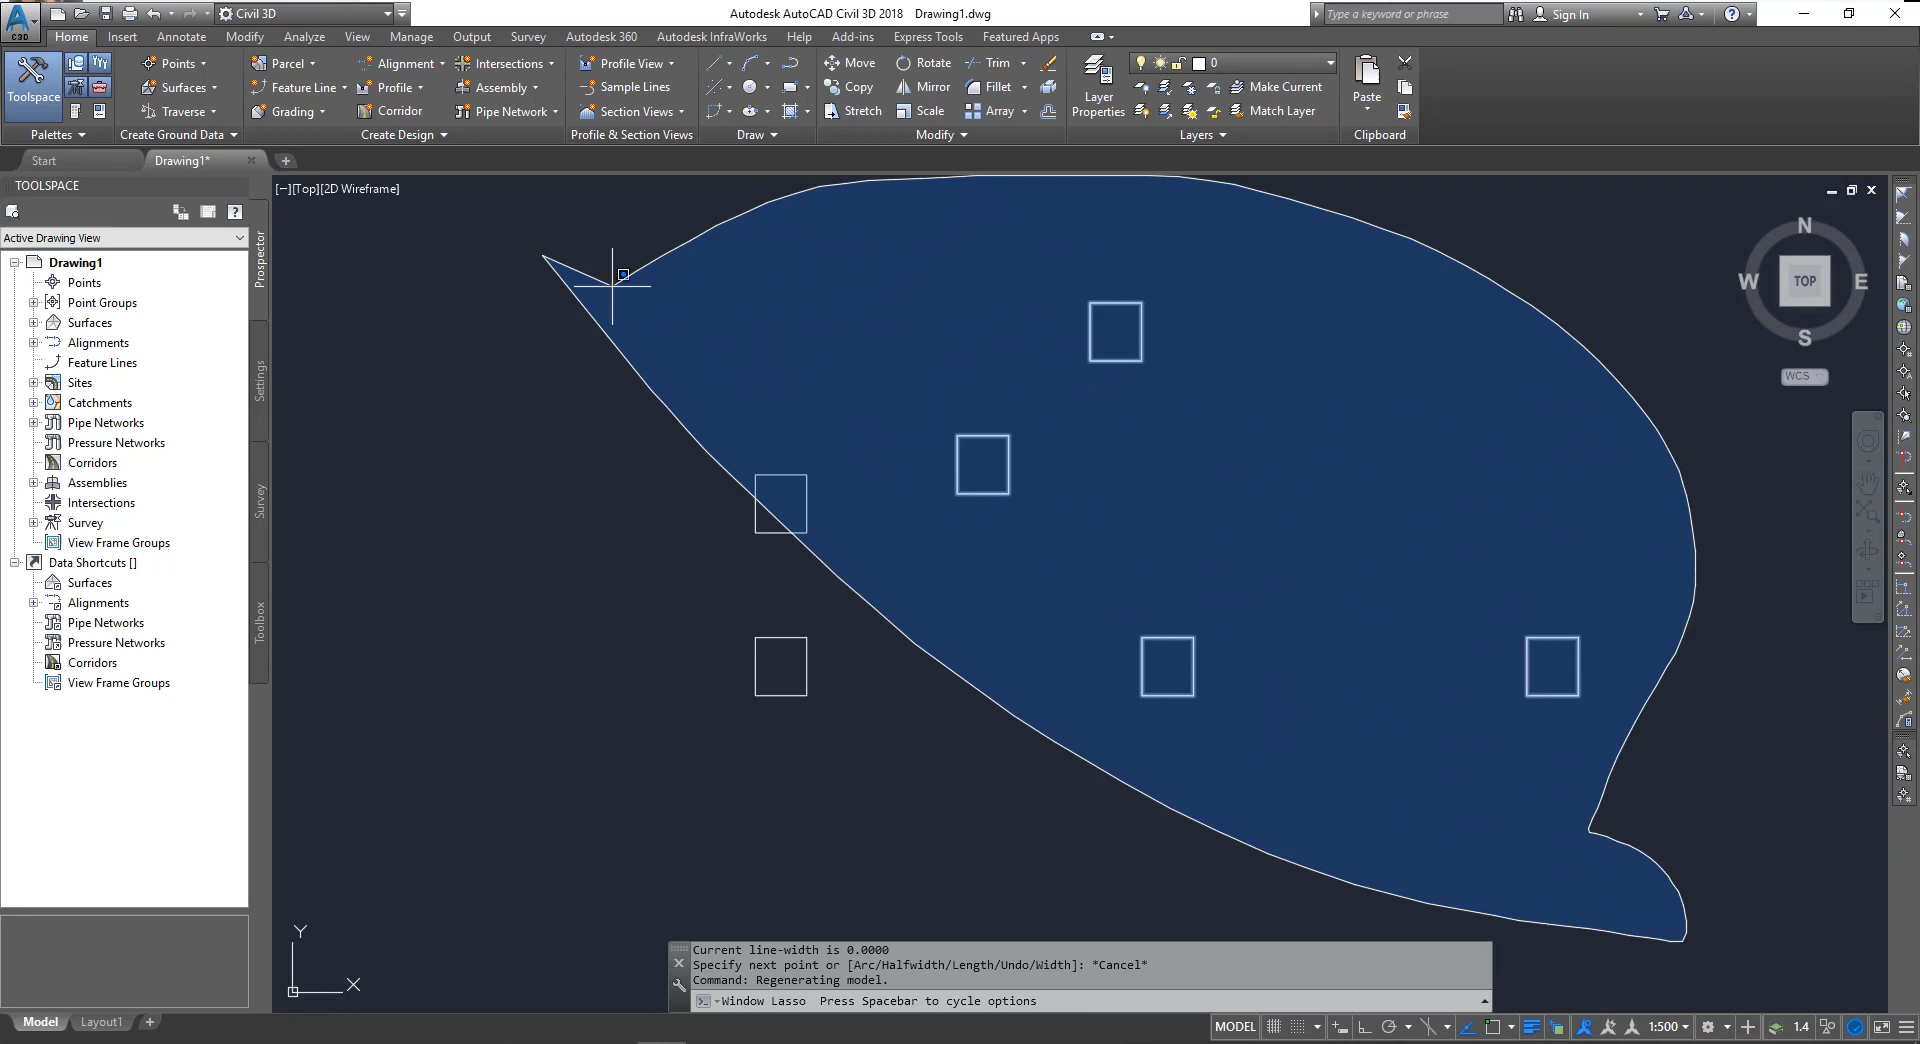 Civil 3D
Autodesk AutoCAD Civil 3D 2018 Drawing1.dwg
Type a keyword or phrase
Sign In
C3D
Home Insert Annotate Modify Analyze View Manage Output Survey Autodesk 360 Autodesk InfraWorks Help Add-ins Express Tools Featured Apps
Toolspace
Points
Surfaces
Traverse
Parcel
Feature Line
Grading
Alignment
Profile
Corridor
Intersections
Assembly
Pipe Network
Profile View
Sample Lines
Section Views
Move
Copy
Stretch
Rotate
Mirror
Scale
Trim
Fillet
Array
Layer
Properties
0
Make Current
Match Layer
Paste
Palettes Create Ground Data Create Design Profile & Section Views Draw Modify Layers Clipboard
Start Drawing1*
TOOLSPACE
Active Drawing View
Drawing1
Points
Point Groups
Surfaces
Alignments
Feature Lines
Sites
Catchments
Pipe Networks
Pressure Networks
Corridors
Assemblies
Intersections
Survey
View Frame Groups
Data Shortcuts []
Surfaces
Alignments
Pipe Networks
Pressure Networks
Corridors
View Frame Groups
Prospector
Settings
Survey
Toolbox
[−][Top][2D Wireframe]
N
W TOP E
S
WCS
Y
X
Current line-width is 0.0000
Specify next point or [Arc/Halfwidth/Length/Undo/Width]: *Cancel*
Command: Regenerating model.
Window Lasso Press Spacebar to cycle options
Model Layout1
MODEL
1:500
1.4